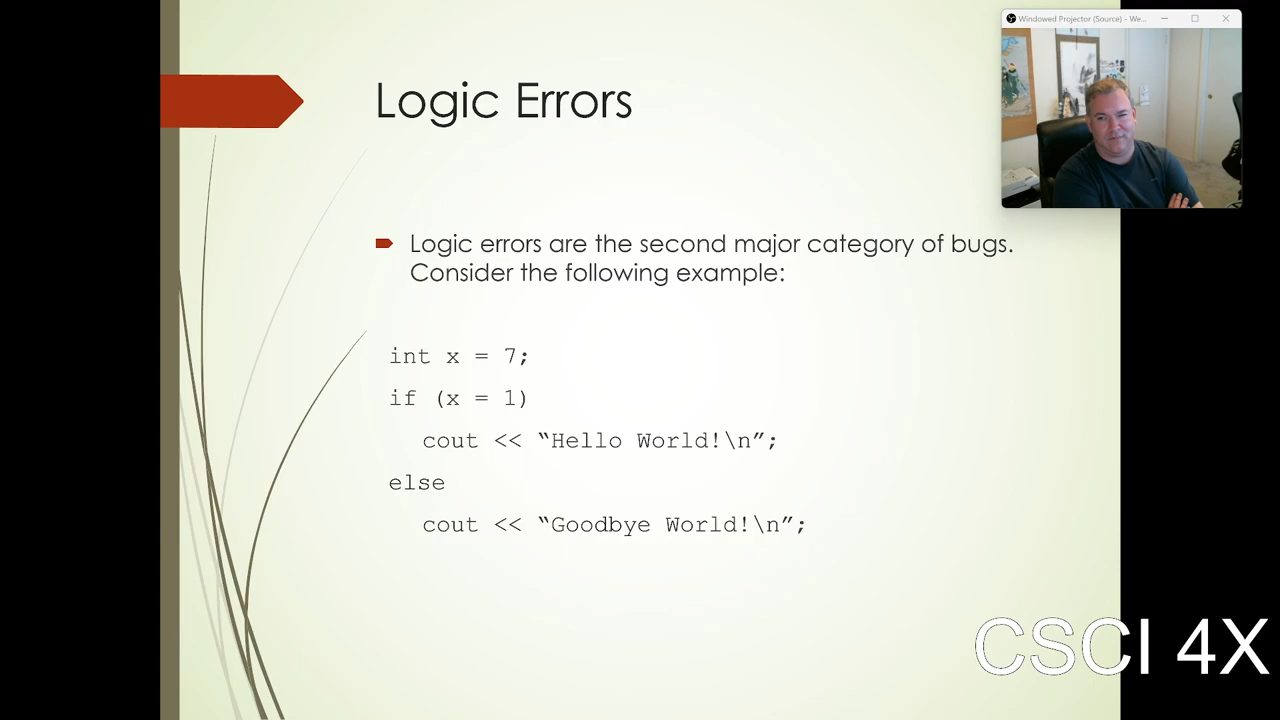 Windowed Projector (Source) - We...
Logic Errors
Logic errors are the second major category of bugs.
Consider the following example:
int x = 7;
if (x = 1)
cout << “Hello World!\n”;
else
cout << “Goodbye World!\n”;
CSCI 4X